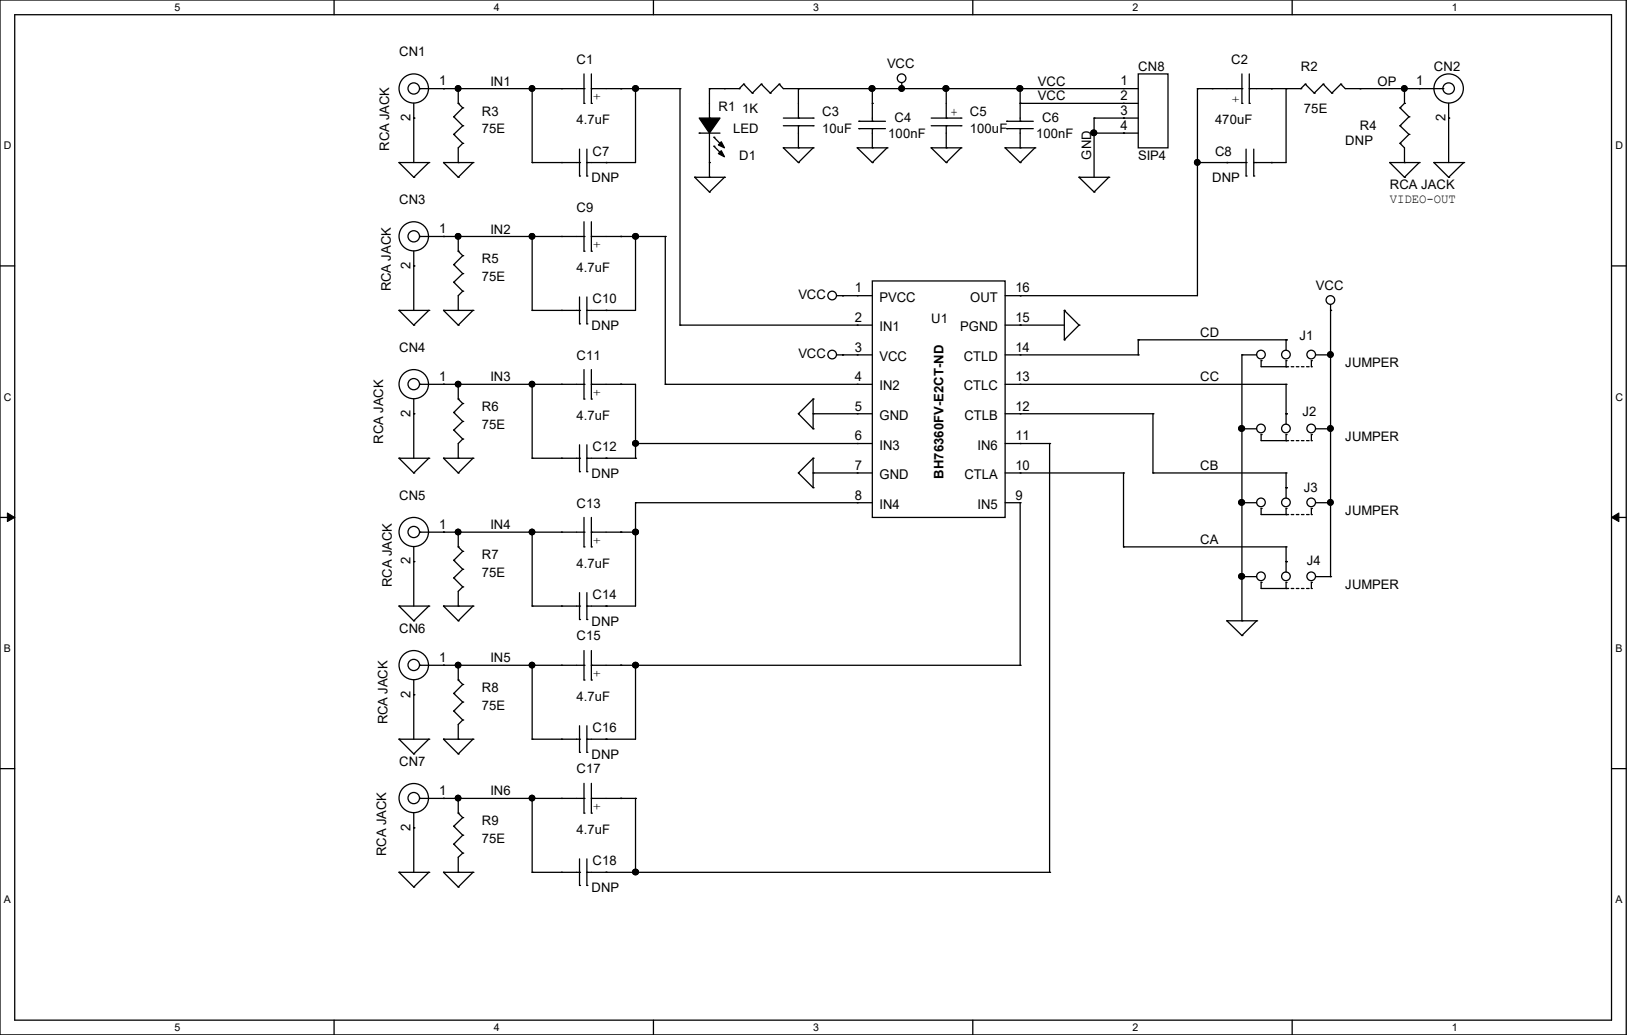 5 4 3 2 1
D
C
B
A
CN1
RCA JACK
1
2
IN1
R3
75E
C1
+
4.7uF
C7
DNP
CN3
RCA JACK
1
2
IN2
R5
75E
C9
+
4.7uF
C10
DNP
CN4
RCA JACK
1
2
IN3
R6
75E
C11
+
4.7uF
C12
DNP
CN5
RCA JACK
1
2
IN4
R7
75E
C13
+
4.7uF
C14
DNP
CN6
RCA JACK
1
2
IN5
R8
75E
C15
+
4.7uF
C16
DNP
CN7
RCA JACK
1
2
IN6
R9
75E
C17
+
4.7uF
C18
DNP
R1 1K
LED
D1
C3
10uF
VCC
C4
100nF
+
C5
100uF
C6
100nF
VCC
VCC
GND
CN8
1
2
3
4
SIP4
C2
+
470uF
C8
DNP
R2
75E
OP
R4
DNP
CN2
1
2
RCA JACK
VIDEO-OUT
VCC 1 PVCC
2 IN1
VCC 3 VCC
4 IN2
5 GND
6 IN3
7 GND
8 IN4
U1
BH76360FV-E2CT-ND
OUT 16
PGND 15
CTLD 14
CTLC 13
CTLB 12
IN6 11
CTLA 10
IN5 9
VCC
CD
J1
JUMPER
CC
J2
JUMPER
CB
J3
JUMPER
CA
J4
JUMPER
D
C
B
A
5 4 3 2 1